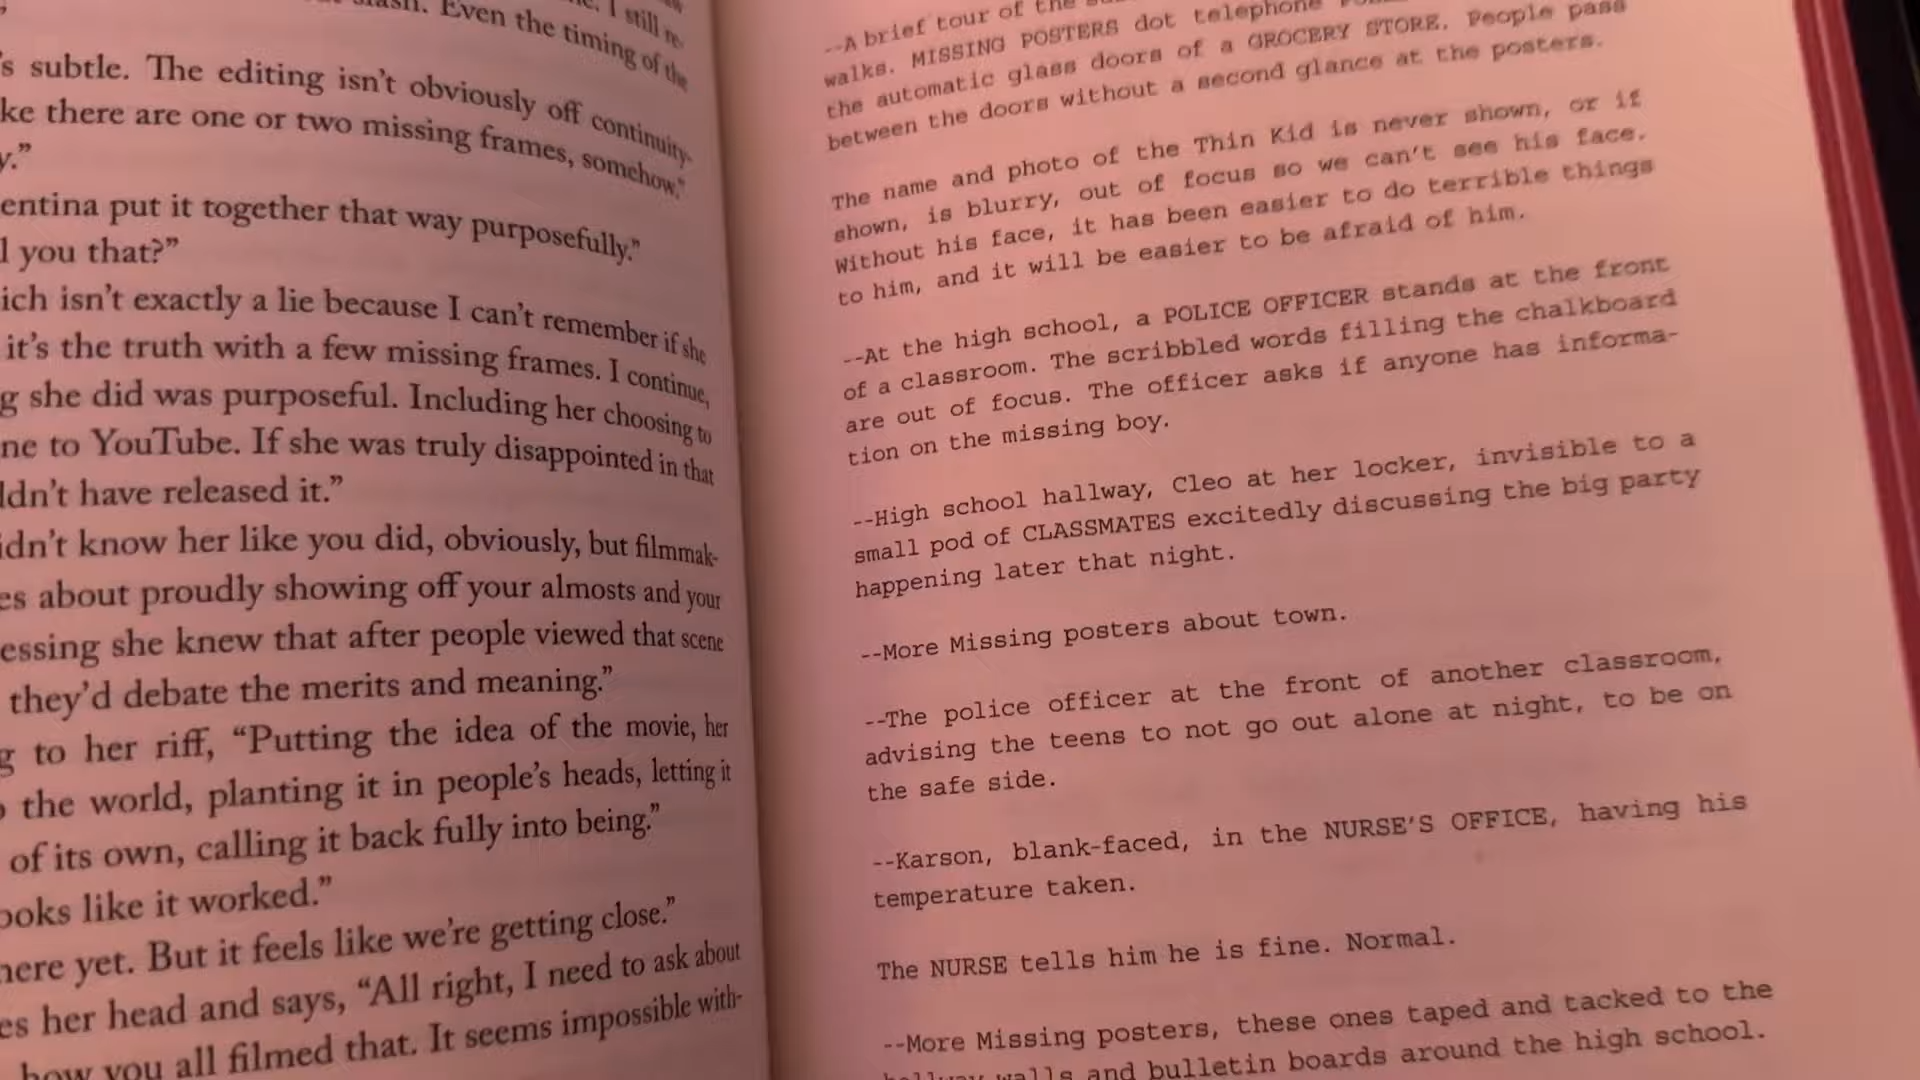 I still re-
slash. Even the timing of the
's subtle. The editing isn't obviously off continuity-
ke there are one or two missing frames, somehow."
y."
entina put it together that way purposefully."
l you that?"
ich isn't exactly a lie because I can't remember if she
it's the truth with a few missing frames. I continue,
g she did was purposeful. Including her choosing to
ne to YouTube. If she was truly disappointed in that
ldn't have released it."
idn't know her like you did, obviously, but filmmak-
es about proudly showing off your almosts and your
essing she knew that after people viewed that scene
they'd debate the merits and meaning."
g to her riff, "Putting the idea of the movie, her
o the world, planting it in people's heads, letting it
of its own, calling it back fully into being."
ooks like it worked."
here yet. But it feels like we're getting close."
es her head and says, "All right, I need to ask about
how you all filmed that. It seems impossible with-
--A brief tour of the
walks. MISSING POSTERS dot telephone
the automatic glass doors of a GROCERY STORE. People pass
between the doors without a second glance at the posters.
The name and photo of the Thin Kid is never shown, or if
shown, is blurry, out of focus so we can't see his face.
Without his face, it has been easier to do terrible things
to him, and it will be easier to be afraid of him.
--At the high school, a POLICE OFFICER stands at the front
of a classroom. The scribbled words filling the chalkboard
are out of focus. The officer asks if anyone has informa-
tion on the missing boy.
--High school hallway, Cleo at her locker, invisible to a
small pod of CLASSMATES excitedly discussing the big party
happening later that night.
--More Missing posters about town.
--The police officer at the front of another classroom,
advising the teens to not go out alone at night, to be on
the safe side.
--Karson, blank-faced, in the NURSE'S OFFICE, having his
temperature taken.
The NURSE tells him he is fine. Normal.
--More Missing posters, these ones taped and tacked to the
hallway walls and bulletin boards around the high school.